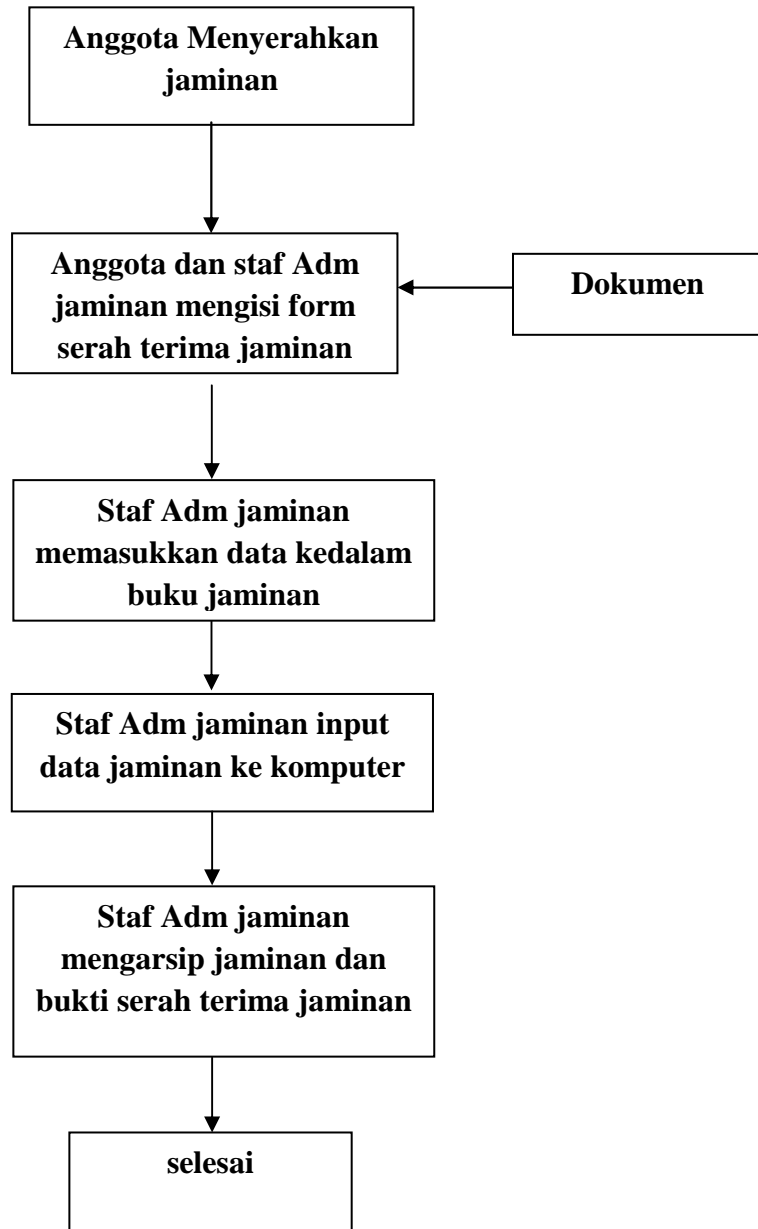 Anggota Menyerahkan
jaminan
Anggota dan staf Adm
jaminan mengisi form
serah terima jaminan
Dokumen
Staf Adm jaminan
memasukkan data kedalam
buku jaminan
Staf Adm jaminan input
data jaminan ke komputer
Staf Adm jaminan
mengarsip jaminan dan
bukti serah terima jaminan
selesai